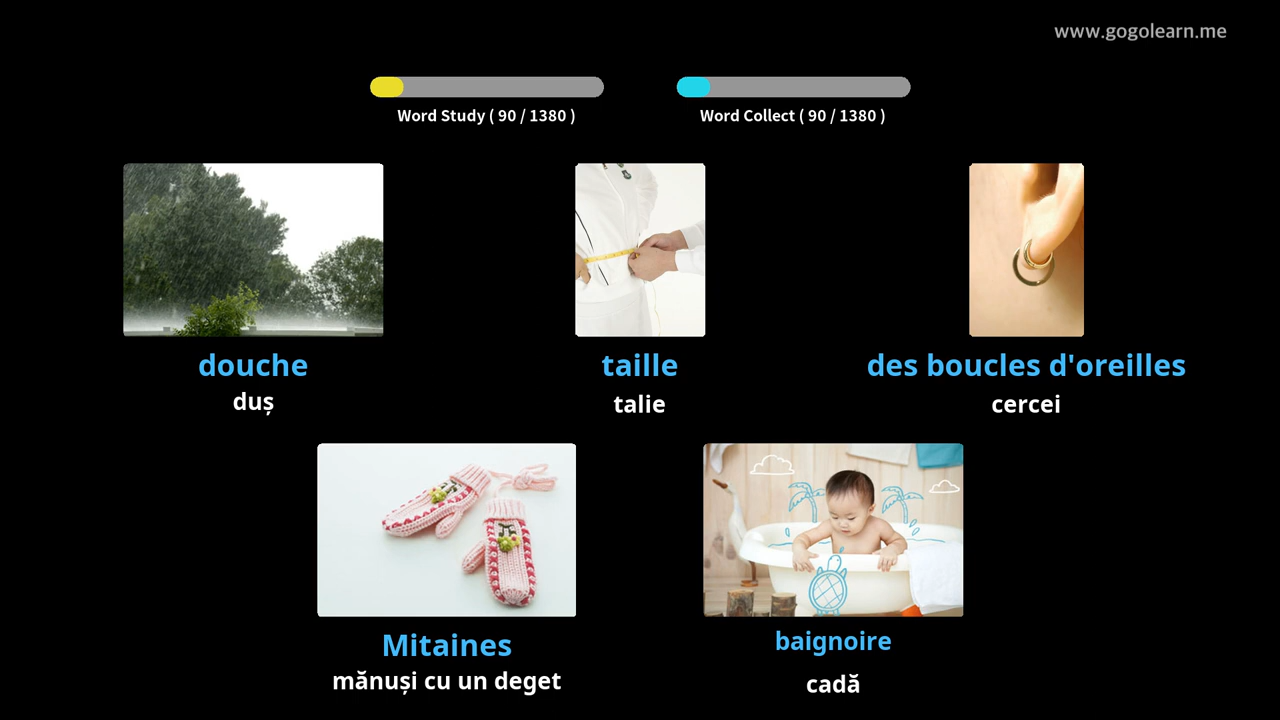 www.gogolearn.me
Word Study ( 90 / 1380 )
Word Collect ( 90 / 1380 )
douche
duș
taille
talie
des boucles d'oreilles
cercei
Mitaines
mănuși cu un deget
baignoire
cadă